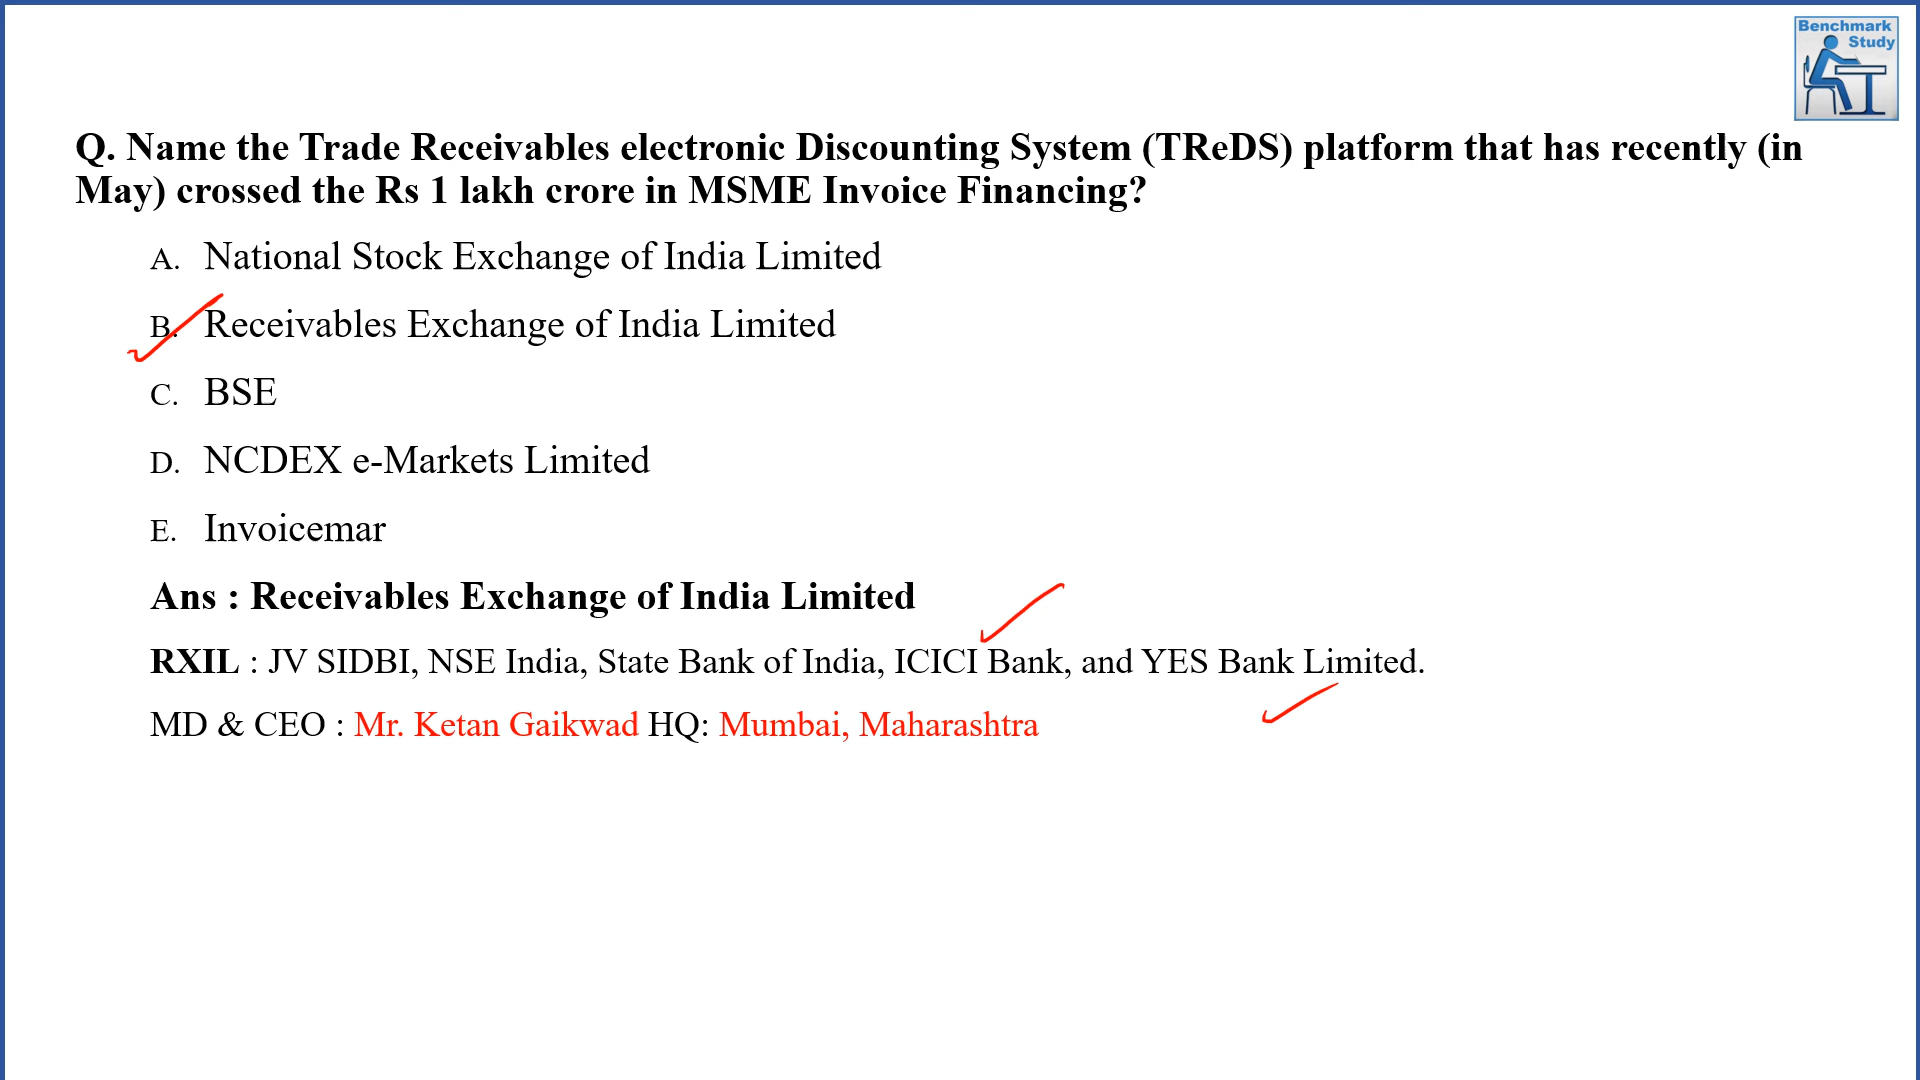 Benchmark
Study
Q. Name the Trade Receivables electronic Discounting System (TReDS) platform that has recently (in
May) crossed the Rs 1 lakh crore in MSME Invoice Financing?
A. National Stock Exchange of India Limited
B. Receivables Exchange of India Limited
C. BSE
D. NCDEX e-Markets Limited
E. Invoicemar
Ans : Receivables Exchange of India Limited
RXIL : JV SIDBI, NSE India, State Bank of India, ICICI Bank, and YES Bank Limited.
MD & CEO : Mr. Ketan Gaikwad HQ: Mumbai, Maharashtra